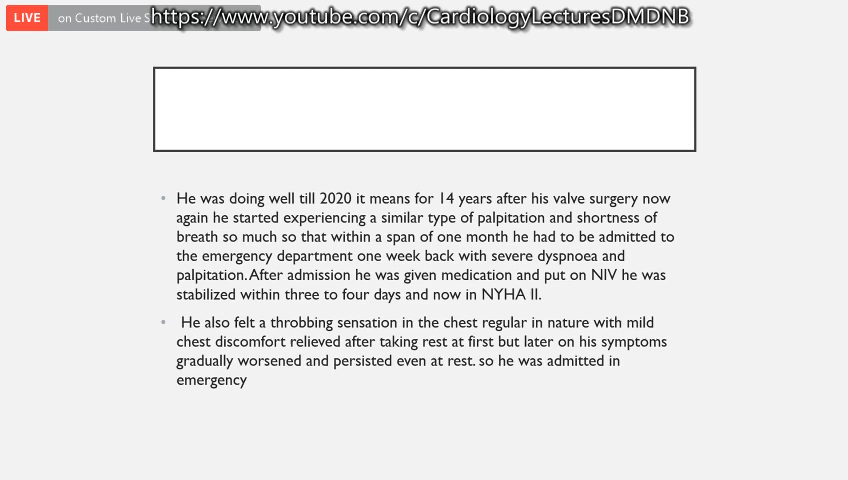 LIVE on Custom Live S https://www.youtube.com/c/CardiologyLecturesDMDNB
• He was doing well till 2020 it means for 14 years after his valve surgery now
again he started experiencing a similar type of palpitation and shortness of
breath so much so that within a span of one month he had to be admitted to
the emergency department one week back with severe dyspnoea and
palpitation. After admission he was given medication and put on NIV he was
stabilized within three to four days and now in NYHA II.
• He also felt a throbbing sensation in the chest regular in nature with mild
chest discomfort relieved after taking rest at first but later on his symptoms
gradually worsened and persisted even at rest. so he was admitted in
emergency